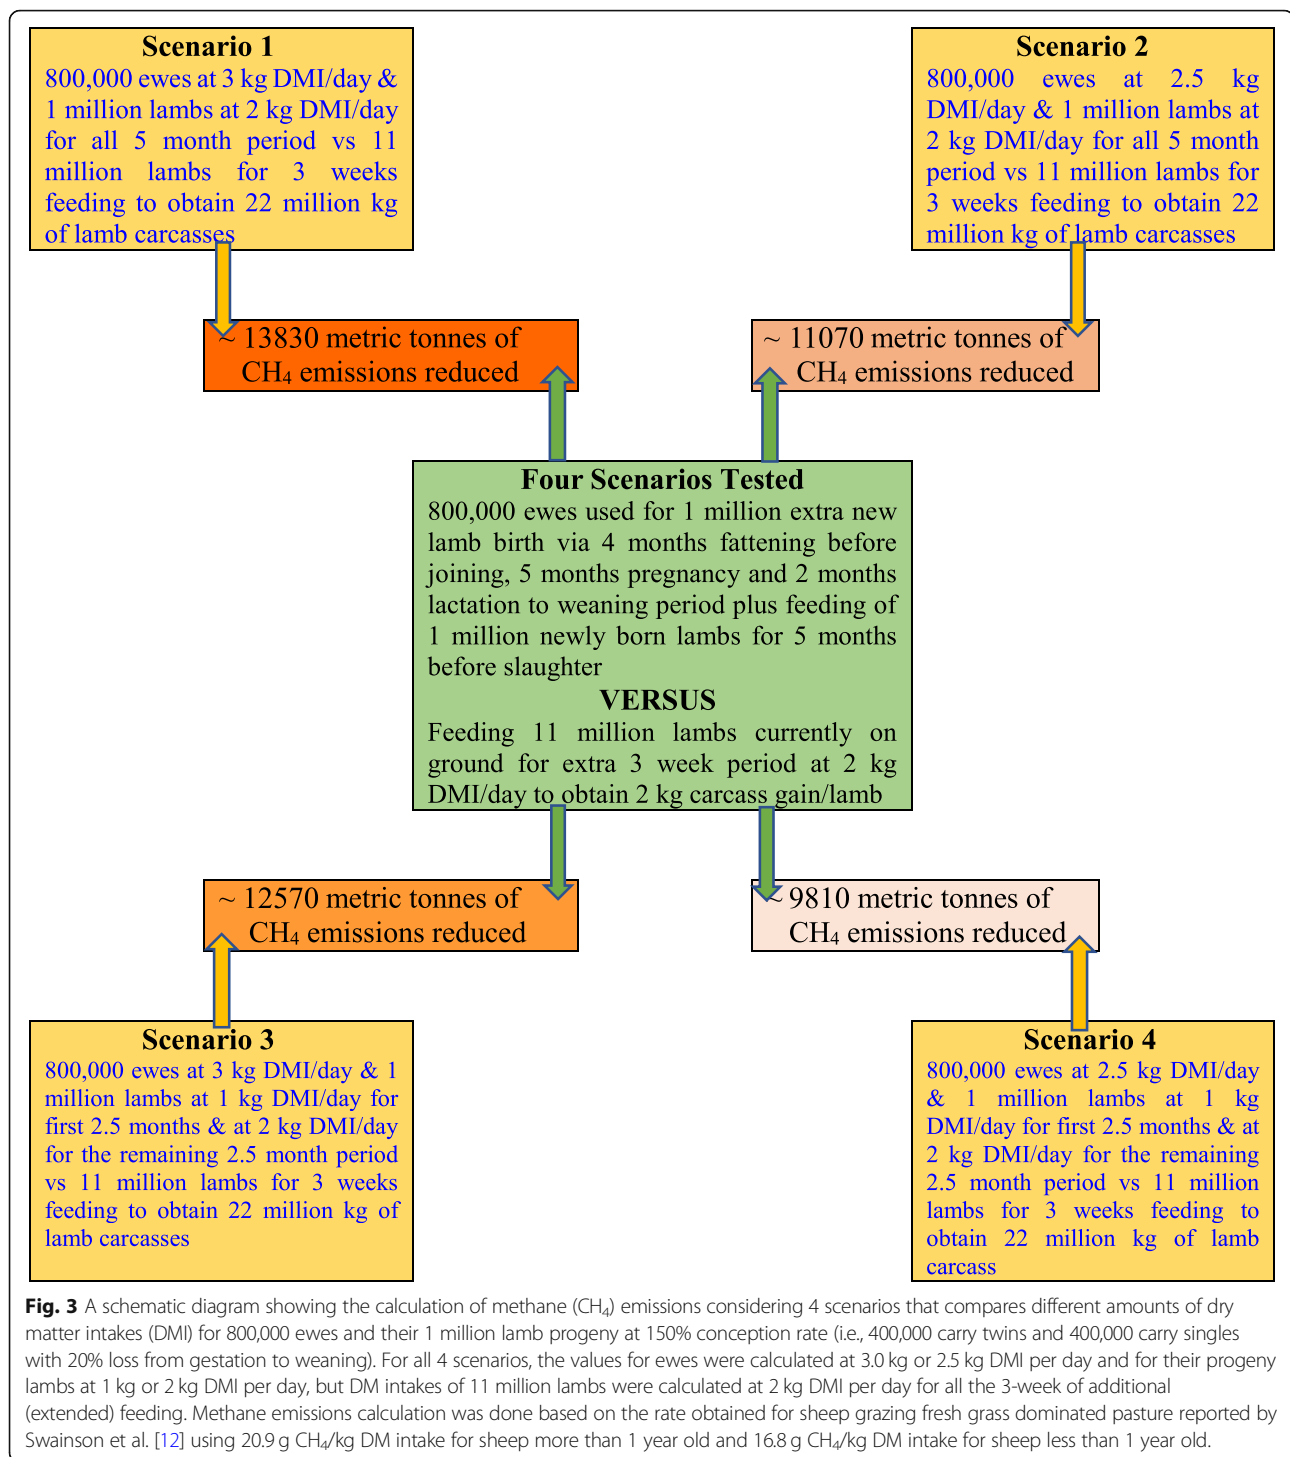 Scenario 1
800,000 ewes at 3 kg DMI/day &
1 million lambs at 2 kg DMI/day
for all 5 month period vs 11
million lambs for 3 weeks
feeding to obtain 22 million kg
of lamb carcasses
Scenario 2
800,000 ewes at 2.5 kg
DMI/day & 1 million lambs at
2 kg DMI/day for all 5 month
period vs 11 million lambs for
3 weeks feeding to obtain 22
million kg of lamb carcasses
~ 13830 metric tonnes of
CH₄ emissions reduced
~ 11070 metric tonnes of
CH₄ emissions reduced
Four Scenarios Tested
800,000 ewes used for 1 million extra new
lamb birth via 4 months fattening before
joining, 5 months pregnancy and 2 months
lactation to weaning period plus feeding of
1 million newly born lambs for 5 months
before slaughter
VERSUS
Feeding 11 million lambs currently on
ground for extra 3 week period at 2 kg
DMI/day to obtain 2 kg carcass gain/lamb
~ 12570 metric tonnes of
CH₄ emissions reduced
~ 9810 metric tonnes of
CH₄ emissions reduced
Scenario 3
800,000 ewes at 3 kg DMI/day & 1
million lambs at 1 kg DMI/day for
first 2.5 months & at 2 kg DMI/day
for the remaining 2.5 month period
vs 11 million lambs for 3 weeks
feeding to obtain 22 million kg of
lamb carcasses
Scenario 4
800,000 ewes at 2.5 kg DMI/day
& 1 million lambs at 1 kg
DMI/day for first 2.5 months & at
2 kg DMI/day for the remaining
2.5 month period vs 11 million
lambs for 3 weeks feeding to
obtain 22 million kg of lamb
carcass
Fig. 3 A schematic diagram showing the calculation of methane (CH₄) emissions considering 4 scenarios that compares different amounts of dry
matter intakes (DMI) for 800,000 ewes and their 1 million lamb progeny at 150% conception rate (i.e., 400,000 carry twins and 400,000 carry singles
with 20% loss from gestation to weaning). For all 4 scenarios, the values for ewes were calculated at 3.0 kg or 2.5 kg DMI per day and for their progeny
lambs at 1 kg or 2 kg DMI per day, but DM intakes of 11 million lambs were calculated at 2 kg DMI per day for all the 3-week of additional
(extended) feeding. Methane emissions calculation was done based on the rate obtained for sheep grazing fresh grass dominated pasture reported by
Swainson et al. [12] using 20.9 g CH₄/kg DM intake for sheep more than 1 year old and 16.8 g CH₄/kg DM intake for sheep less than 1 year old.